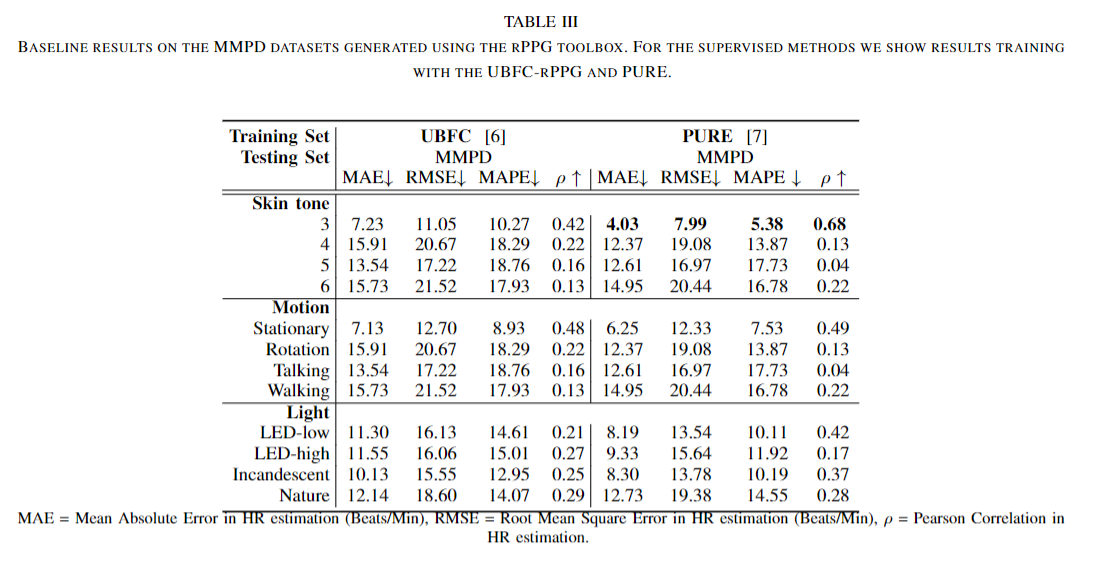 TABLE III
BASELINE RESULTS ON THE MMPD DATASETS GENERATED USING THE RPPG TOOLBOX. FOR THE SUPERVISED METHODS WE SHOW RESULTS TRAINING
WITH THE UBFC-RPPG AND PURE.
Training Set UBFC [6] PURE [7]
Testing Set MMPD MMPD
MAE↓ RMSE↓ MAPE↓ ρ ↑ MAE↓ RMSE↓ MAPE ↓ ρ ↑
Skin tone
3 7.23 11.05 10.27 0.42 4.03 7.99 5.38 0.68
4 15.91 20.67 18.29 0.22 12.37 19.08 13.87 0.13
5 13.54 17.22 18.76 0.16 12.61 16.97 17.73 0.04
6 15.73 21.52 17.93 0.13 14.95 20.44 16.78 0.22
Motion
Stationary 7.13 12.70 8.93 0.48 6.25 12.33 7.53 0.49
Rotation 15.91 20.67 18.29 0.22 12.37 19.08 13.87 0.13
Talking 13.54 17.22 18.76 0.16 12.61 16.97 17.73 0.04
Walking 15.73 21.52 17.93 0.13 14.95 20.44 16.78 0.22
Light
LED-low 11.30 16.13 14.61 0.21 8.19 13.54 10.11 0.42
LED-high 11.55 16.06 15.01 0.27 9.33 15.64 11.92 0.17
Incandescent 10.13 15.55 12.95 0.25 8.30 13.78 10.19 0.37
Nature 12.14 18.60 14.07 0.29 12.73 19.38 14.55 0.28
MAE = Mean Absolute Error in HR estimation (Beats/Min), RMSE = Root Mean Square Error in HR estimation (Beats/Min), ρ = Pearson Correlation in
HR estimation.